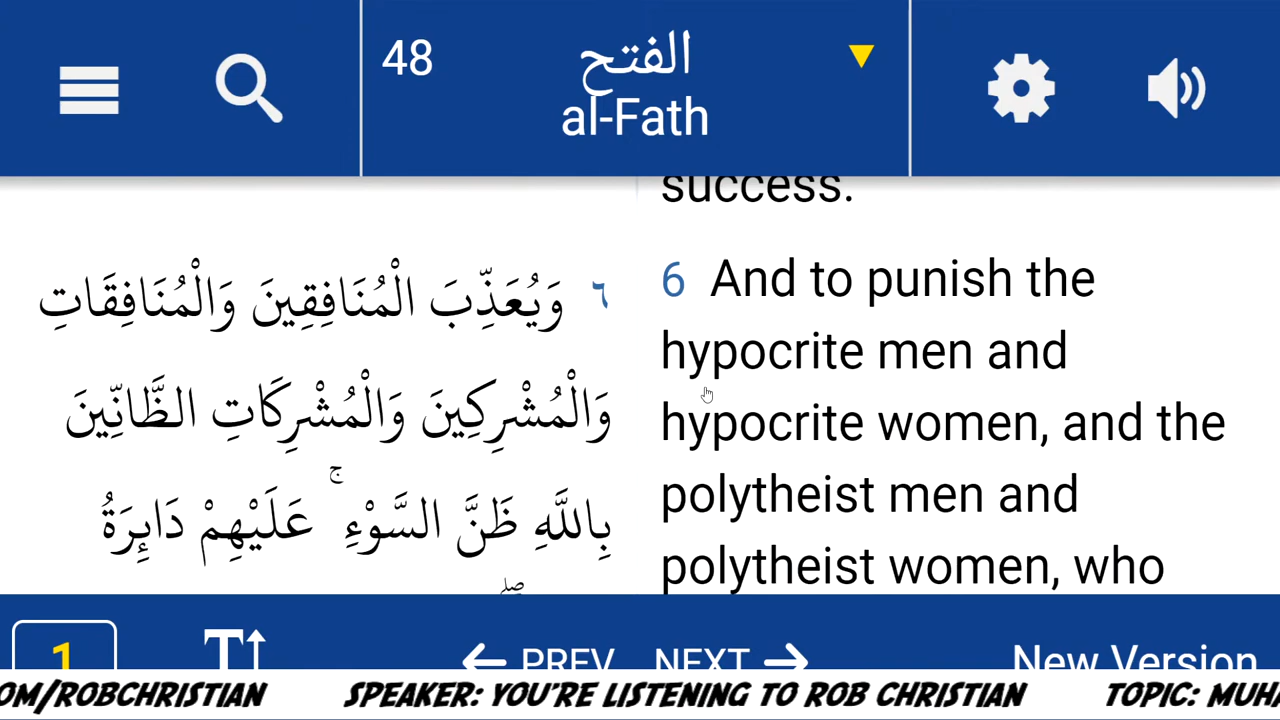 48
الفتح
al-Fath
success.
٦ وَيُعَذِّبَ الْمُنَافِقِينَ وَالْمُنَافِقَاتِ
وَالْمُشْرِكِينَ وَالْمُشْرِكَاتِ الظَّانِّينَ
بِاللَّهِ ظَنَّ السَّوْءِ ۚ عَلَيْهِمْ دَائِرَةُ
6 And to punish the
hypocrite men and
hypocrite women, and the
polytheist men and
polytheist women, who
1
T
← PREV NEXT →
New Version
OM/ROBCHRISTIAN SPEAKER: YOU'RE LISTENING TO ROB CHRISTIAN TOPIC: